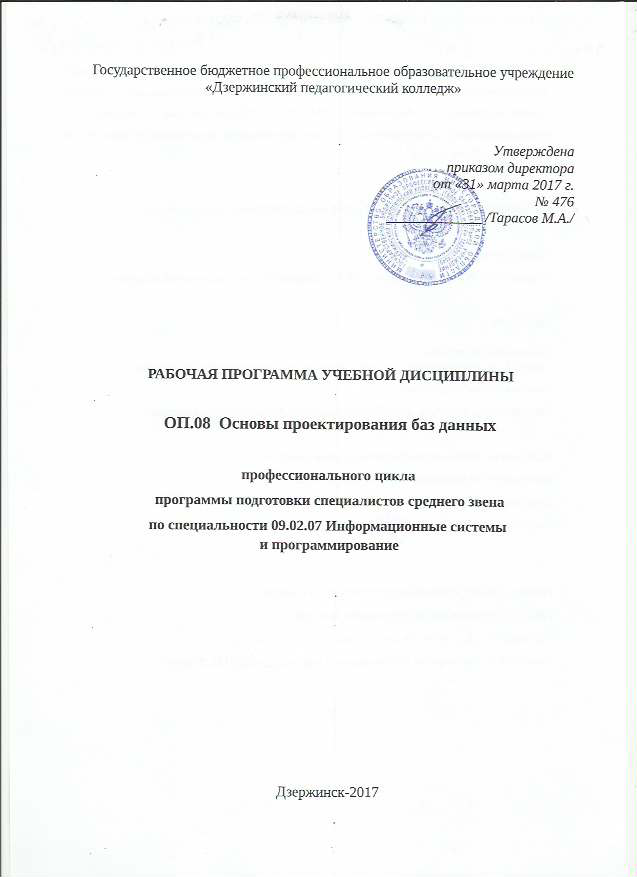 Государственное бюджетное профессиональное образовательное учреждение
«Дзержинский педагогический колледж»
Утверждена
приказом директора
от «31» марта 2017 г.
№ 476
/Тарасов М.А./
РАБОЧАЯ ПРОГРАММА УЧЕБНОЙ ДИСЦИПЛИНЫ
ОП.08 Основы проектирования баз данных
профессионального цикла
программы подготовки специалистов среднего звена
по специальности 09.02.07 Информационные системы
и программирование
Дзержинск-2017